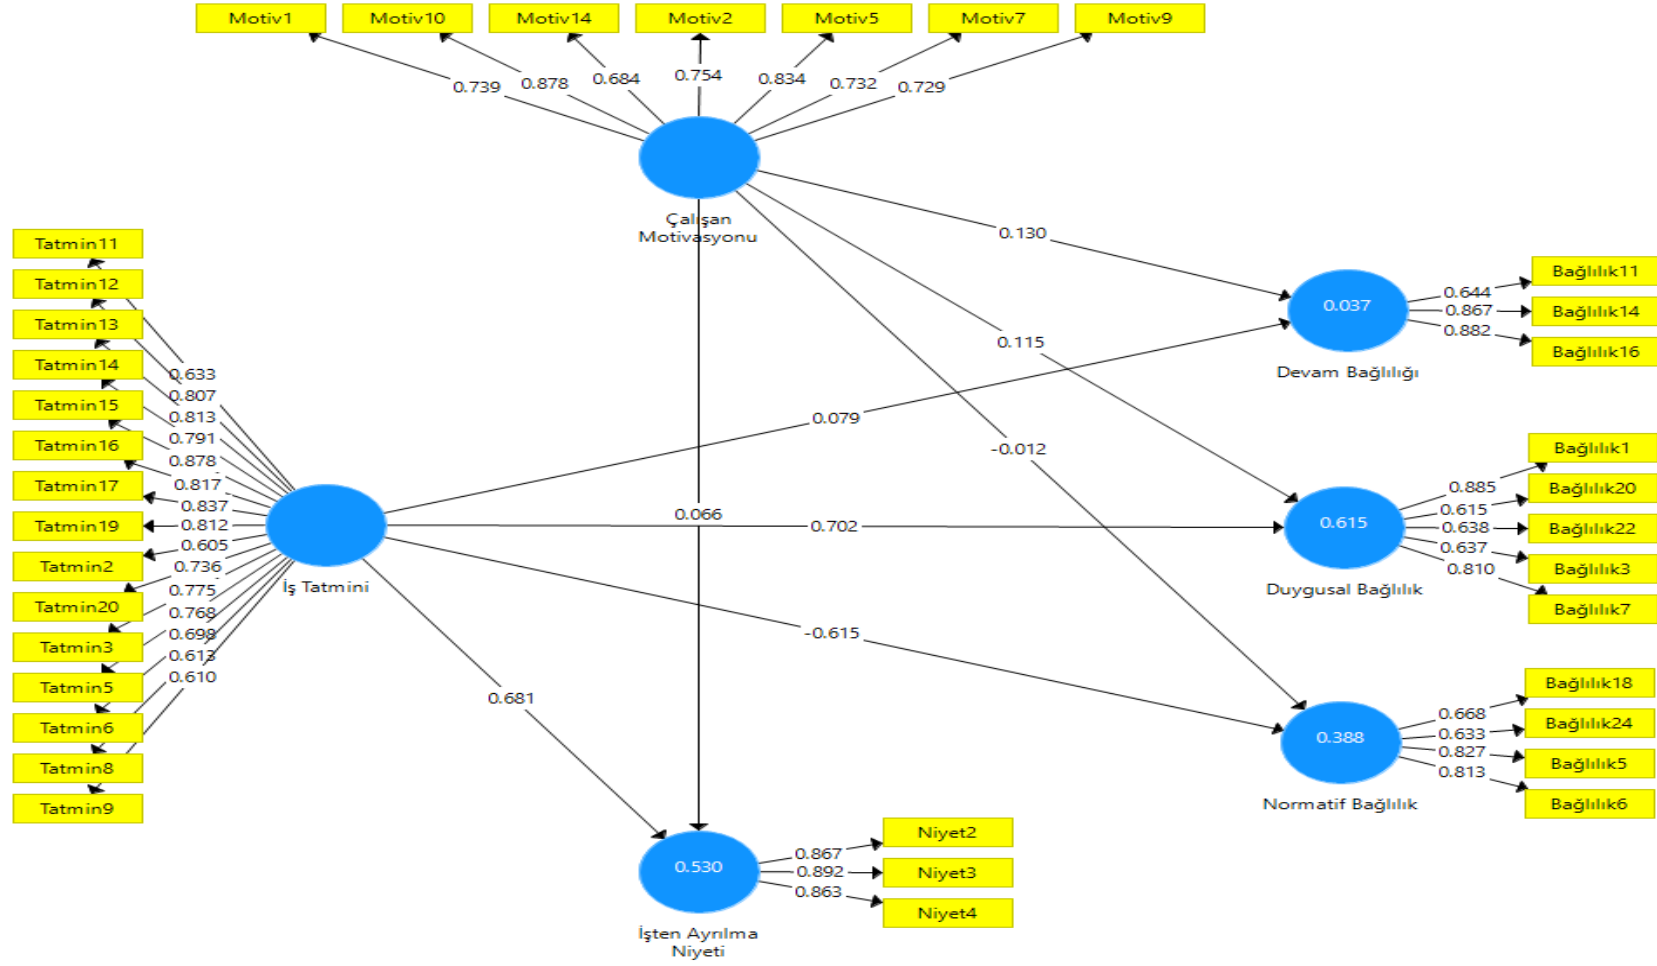 Motiv1
Motiv10
Motiv14
Motiv2
Motiv5
Motiv7
Motiv9
0.739
0.878
0.684
0.754
0.834
0.732
0.729
Çalışan
Motivasyonu
Tatmin11
Tatmin12
Tatmin13
Tatmin14
Tatmin15
Tatmin16
Tatmin17
Tatmin19
Tatmin2
Tatmin20
Tatmin3
Tatmin5
Tatmin6
Tatmin8
Tatmin9
0.633
0.807
0.813
0.791
0.878
0.817
0.837
0.812
0.605
0.736
0.775
0.768
0.698
0.613
0.610
İş Tatmini
0.130
0.115
0.079
-0.012
0.066
0.702
-0.615
0.681
0.037
Devam Bağlılığı
0.644
0.867
0.882
Bağlılık11
Bağlılık14
Bağlılık16
0.615
Duygusal Bağlılık
0.885
0.615
0.638
0.637
0.810
Bağlılık1
Bağlılık20
Bağlılık22
Bağlılık3
Bağlılık7
0.388
Normatif Bağlılık
0.668
0.633
0.827
0.813
Bağlılık18
Bağlılık24
Bağlılık5
Bağlılık6
0.530
İşten Ayrılma
Niyeti
0.867
0.892
0.863
Niyet2
Niyet3
Niyet4